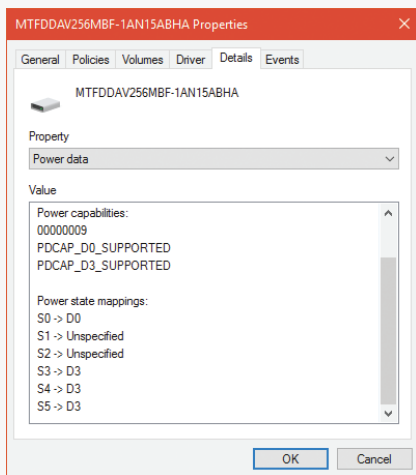 MTFDDAV256MBF-1AN15ABHA Properties
General Policies Volumes Driver Details Events
MTFDDAV256MBF-1AN15ABHA
Property
Power data
Value
Power capabilities:
00000009
PDCAP_D0_SUPPORTED
PDCAP_D3_SUPPORTED
Power state mappings:
S0 -> D0
S1 -> Unspecified
S2 -> Unspecified
S3 -> D3
S4 -> D3
S5 -> D3
OK Cancel